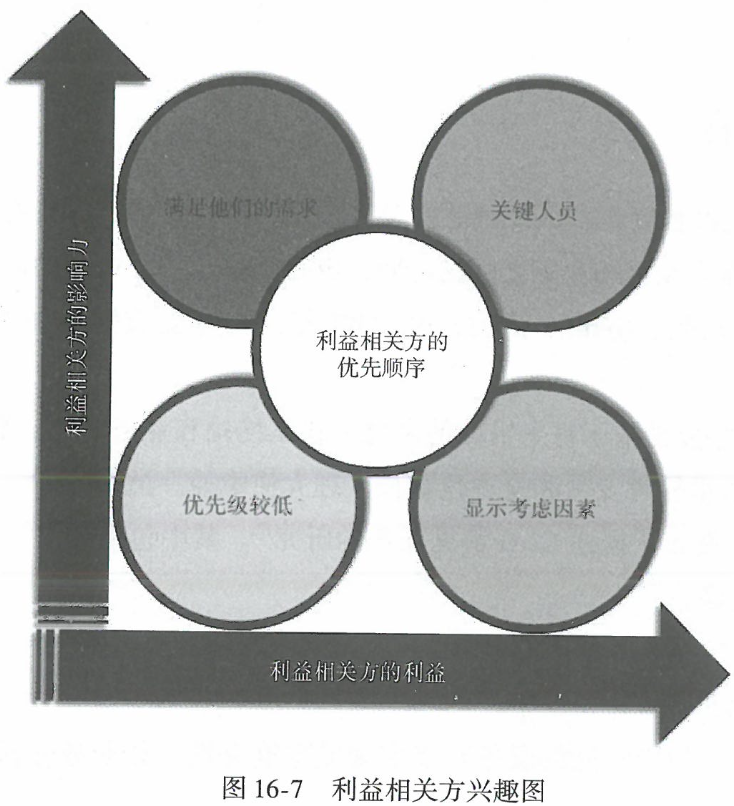 利益相关方的影响力
满足他们的需求
关键人员
利益相关方的
优先顺序
优先级较低
显示考虑因素
利益相关方的利益
图 16-7 利益相关方兴趣图